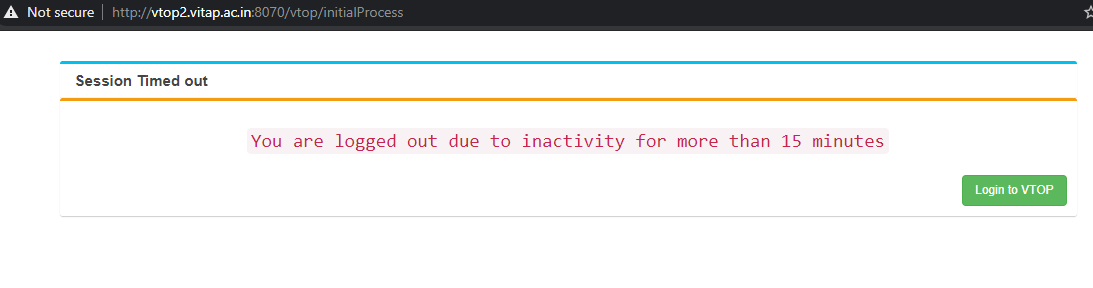 Not secure | http://vtop2.vitap.ac.in:8070/vtop/initialProcess
Session Timed out
You are logged out due to inactivity for more than 15 minutes
Login to VTOP